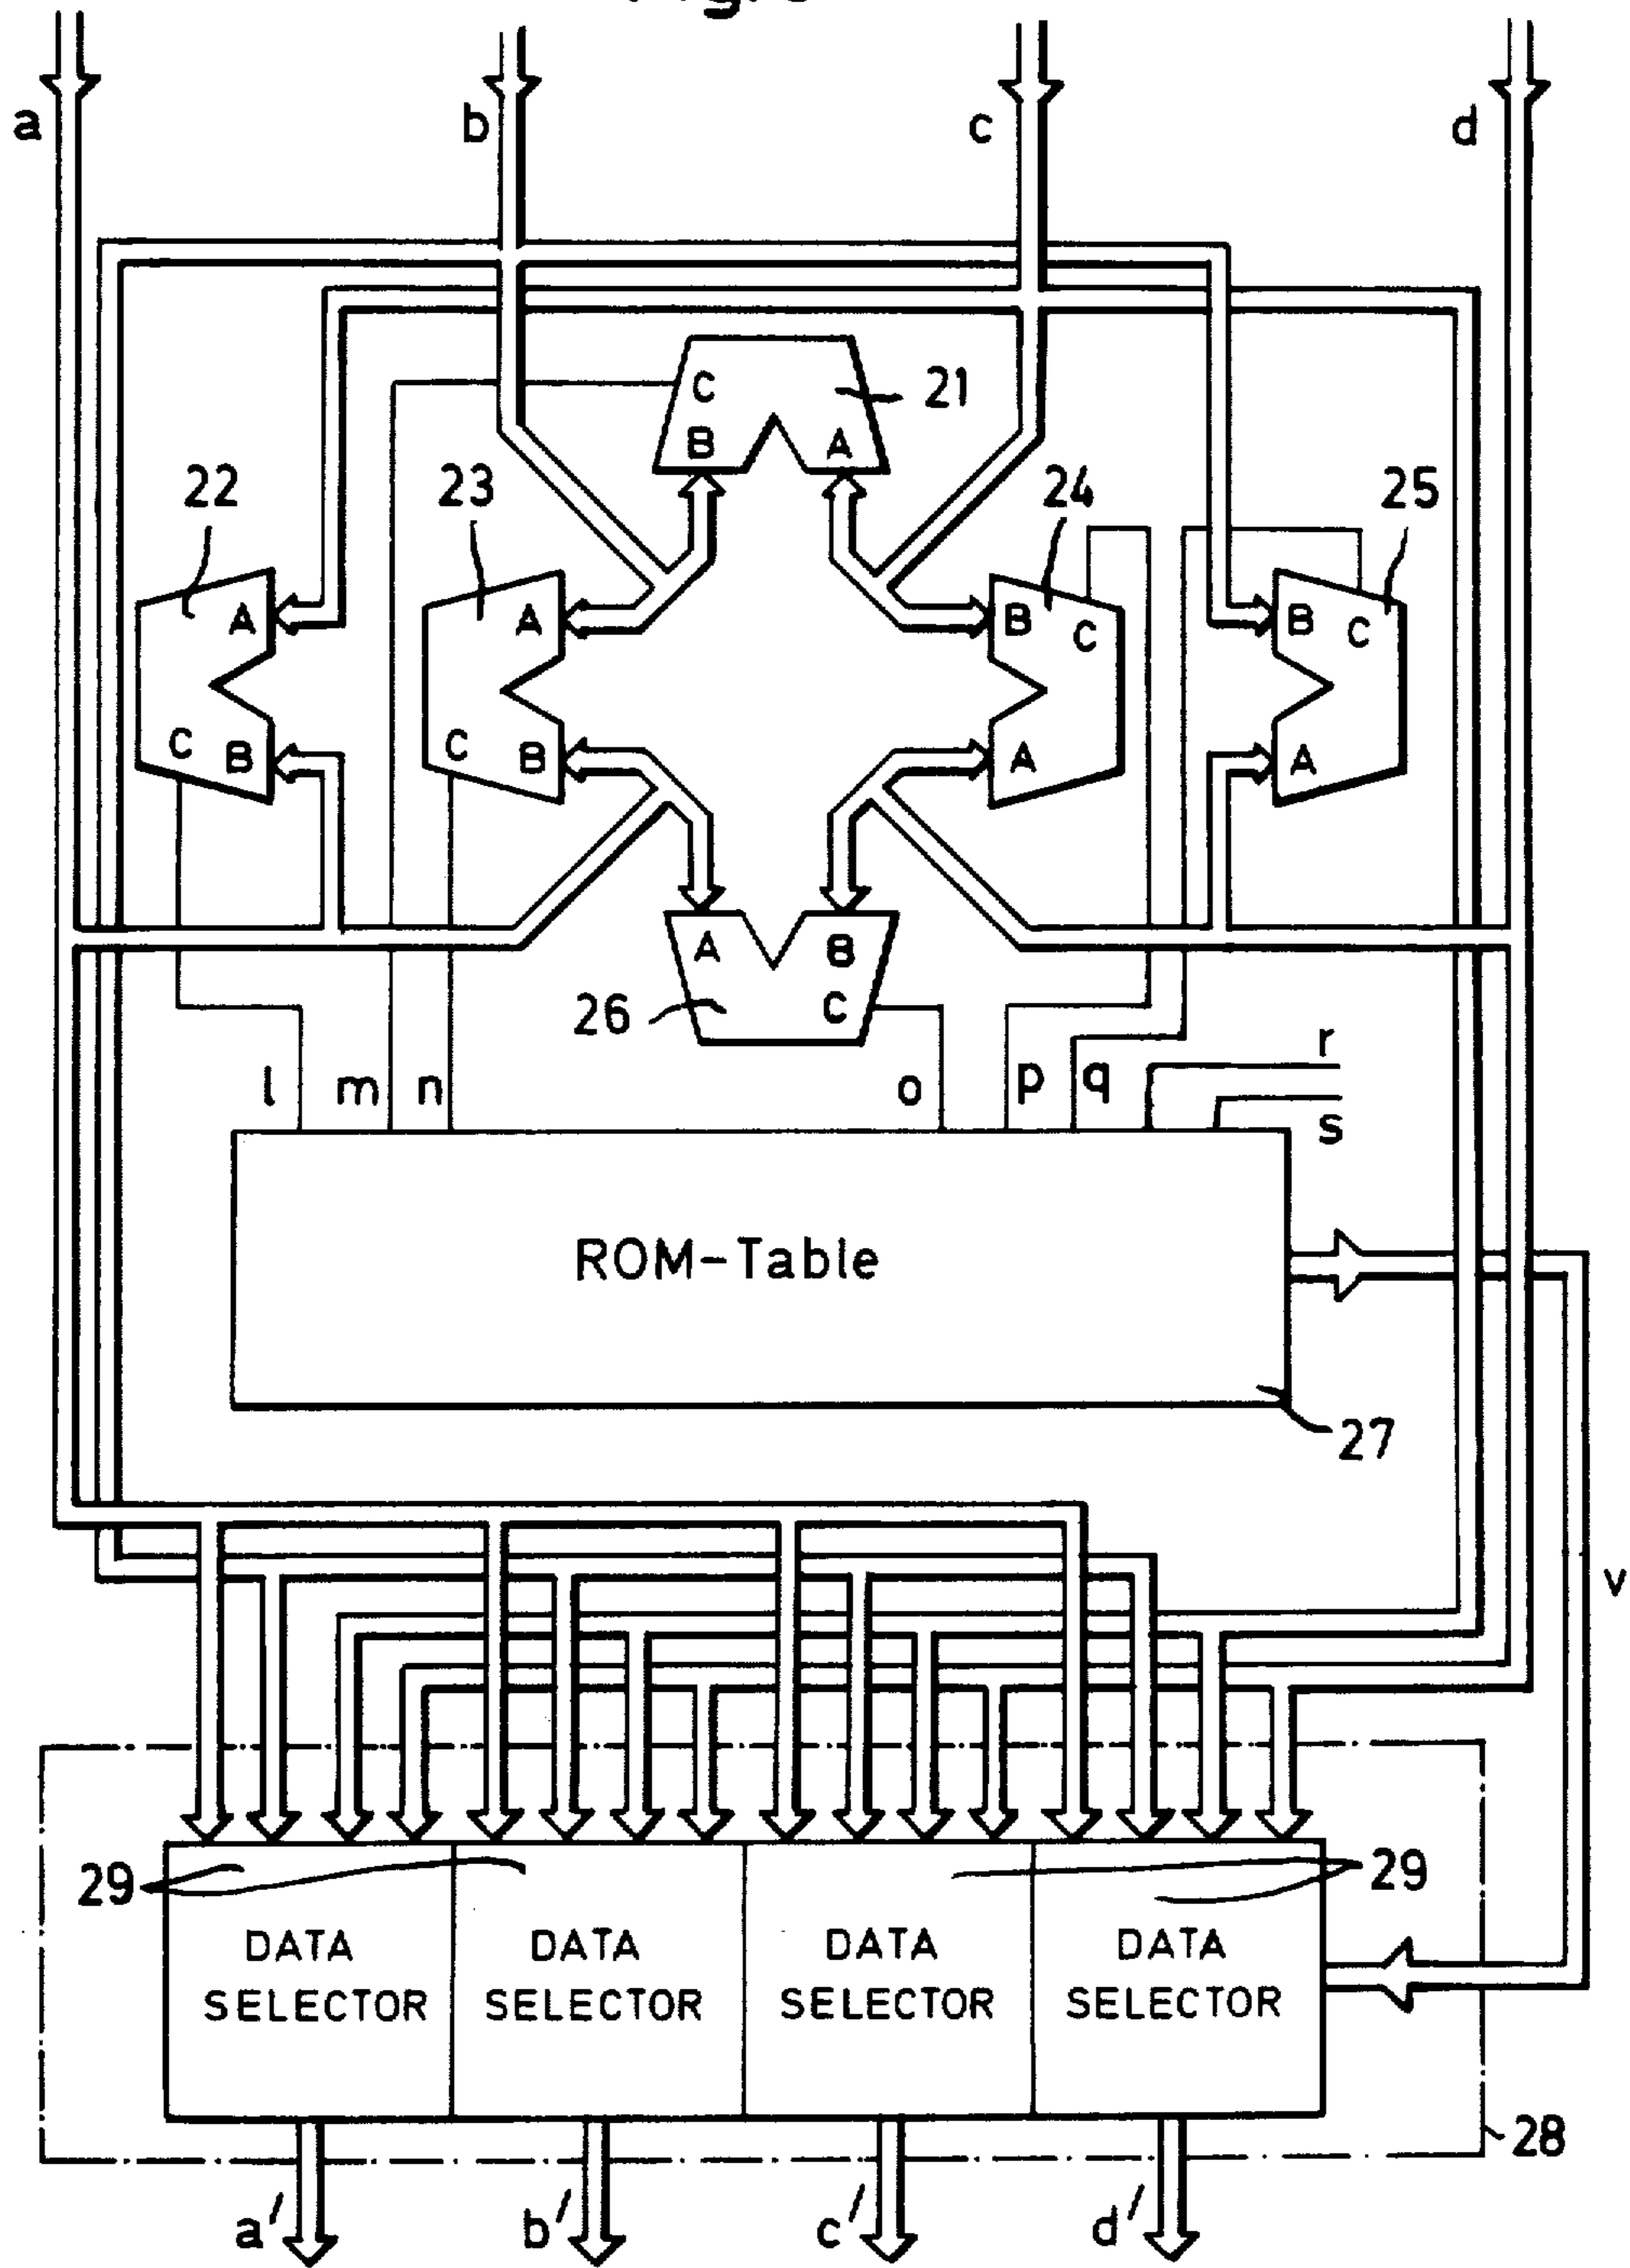 a b c d
C 21
B A
22 23 24 25
A A B C B C
C B C B A A
A B
26 C
l m n o p q r
s
ROM-Table
27
v
29 29
DATA SELECTOR DATA SELECTOR DATA SELECTOR DATA SELECTOR
28
a' b' c' d'